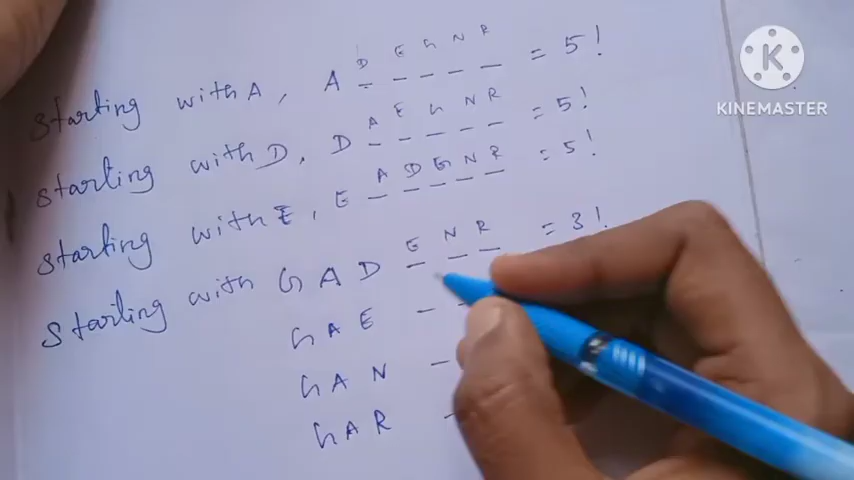 D E G N R
starting with A, A _ _ _ _ _ = 5!
A E G N R
starting with D, D _ _ _ _ _ = 5!
A D G N R
starting with E, E _ _ _ _ _ = 5!
E N R
starting with G A D _ _ _ = 3!
G A E _
G A N _
G A R _
K
KINEMASTER